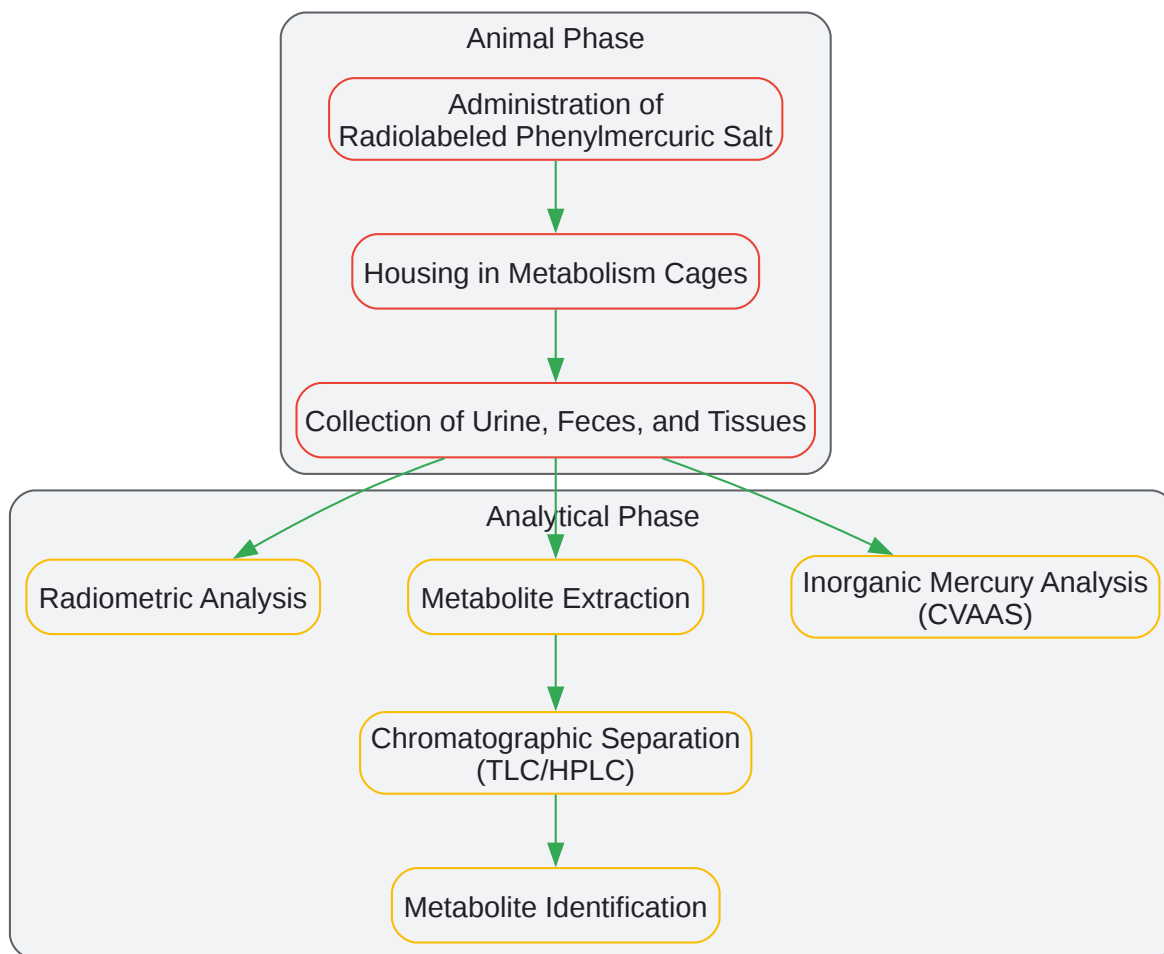 Animal Phase
Administration of
Radiolabeled Phenylmercuric Salt
Housing in Metabolism Cages
Collection of Urine, Feces, and Tissues
Analytical Phase
Radiometric Analysis
Metabolite Extraction
Inorganic Mercury Analysis
(CVAAS)
Chromatographic Separation
(TLC/HPLC)
Metabolite Identification